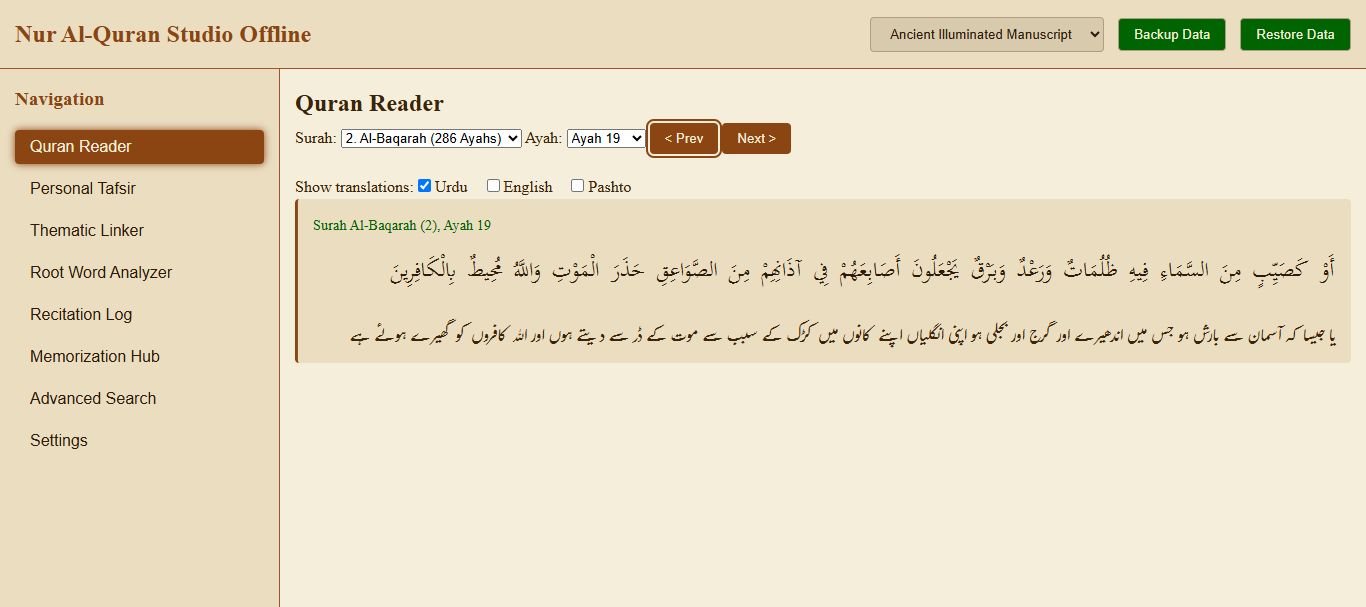 Nur Al-Quran Studio Offline
Ancient Illuminated Manuscript
Backup Data
Restore Data
Navigation
Quran Reader
Personal Tafsir
Thematic Linker
Root Word Analyzer
Recitation Log
Memorization Hub
Advanced Search
Settings
Quran Reader
Surah: 2. Al-Baqarah (286 Ayahs) Ayah: Ayah 19 < Prev Next >
Show translations: Urdu English Pashto
Surah Al-Baqarah (2), Ayah 19
أَوْ كَصَيِّبٍ مِنَ السَّمَاءِ فِيهِ ظُلُمَاتٌ وَرَعْدٌ وَبَرْقٌ يَجْعَلُونَ أَصَابِعَهُمْ فِي آذَانِهِمْ مِنَ الصَّوَاعِقِ حَذَرَ الْمَوْتِ وَاللَّهُ مُحِيطٌ بِالْكَافِرِينَ
یا جیسا کہ آسمان سے بارش ہو جس میں اندھیرے اور گرج اور بجلی ہو اپنی انگلیاں اپنے کانوں میں کڑک کے سبب سے موت کے ڈر سے دیتے ہوں اور اللہ کافروں کو گھیرے ہوئے ہے